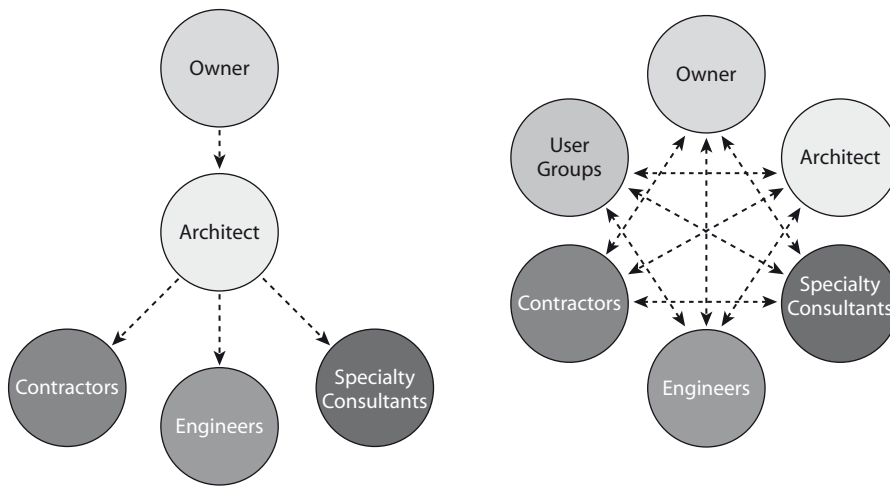 Owner
Architect
Contractors
Engineers
Specialty
Consultants
Owner
User
Groups
Architect
Contractors
Specialty
Consultants
Engineers